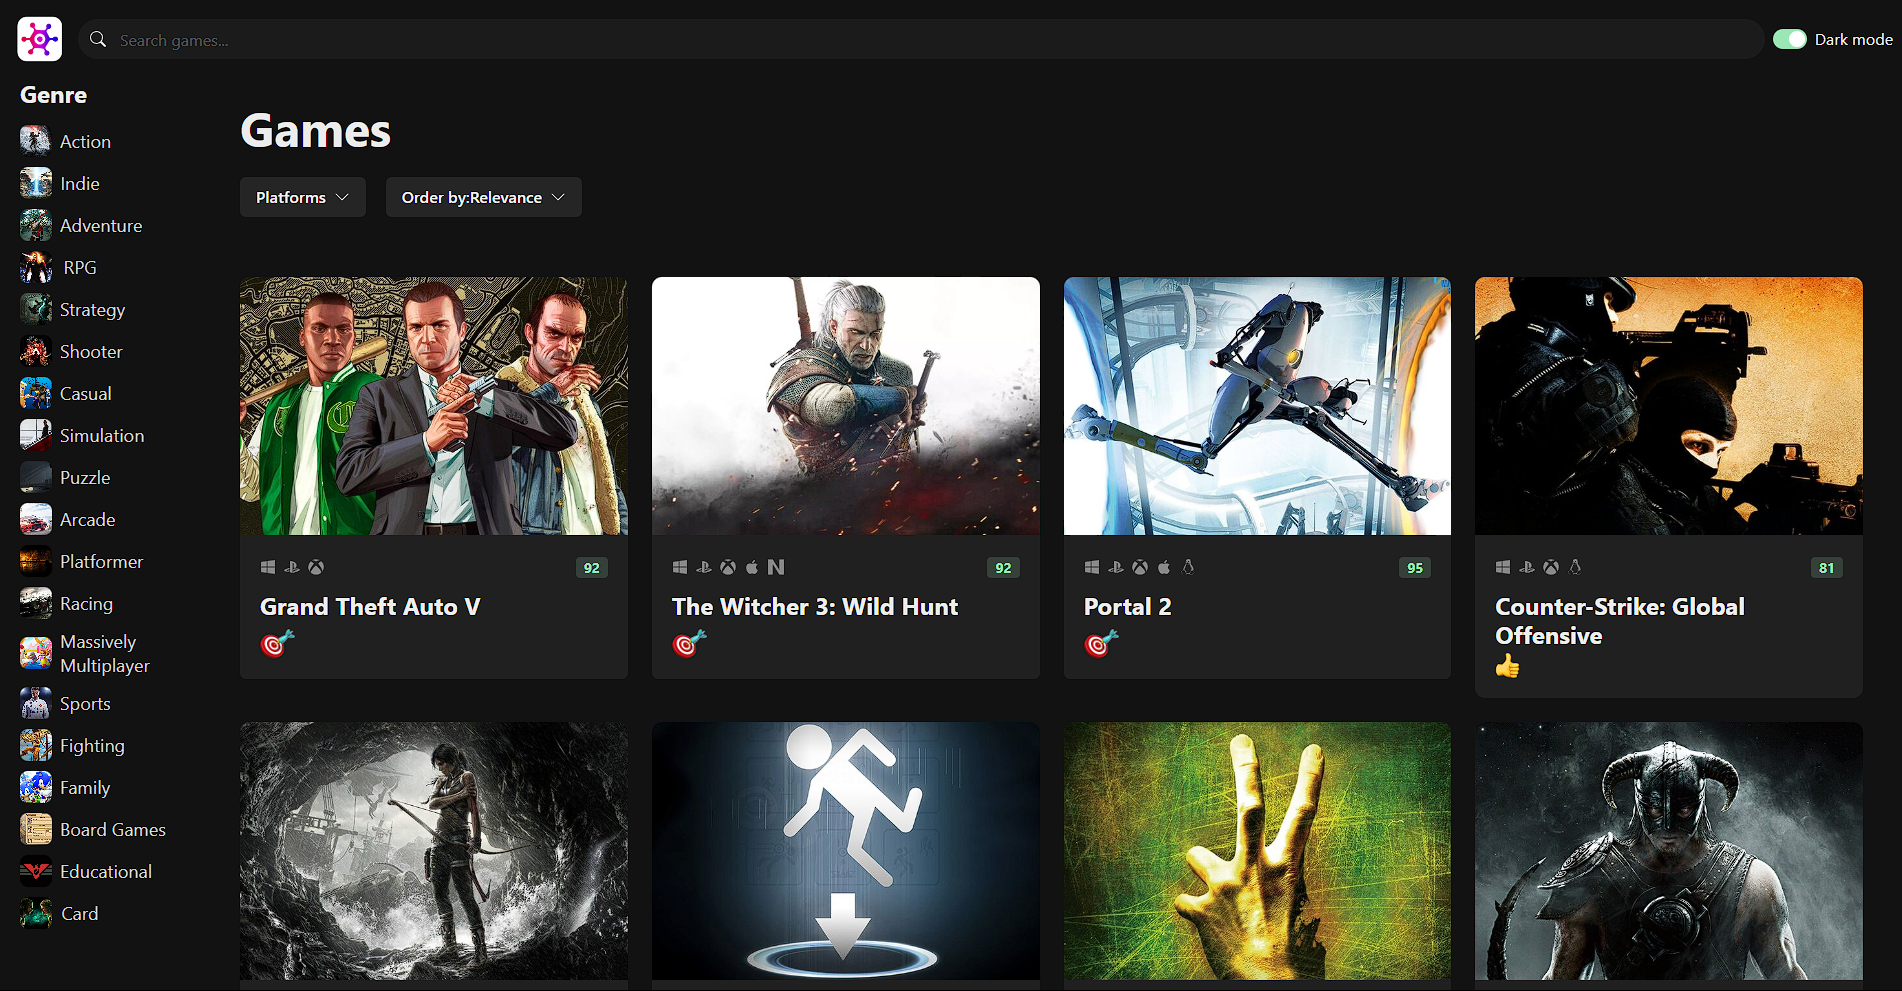 Search games...
Dark mode
Genre
Action
Indie
Adventure
RPG
Strategy
Shooter
Casual
Simulation
Puzzle
Arcade
Platformer
Racing
Massively
Multiplayer
Sports
Fighting
Family
Board Games
Educational
Card
Games
Platforms
Order by:Relevance
92
Grand Theft Auto V
92
The Witcher 3: Wild Hunt
95
Portal 2
81
Counter-Strike: Global
Offensive